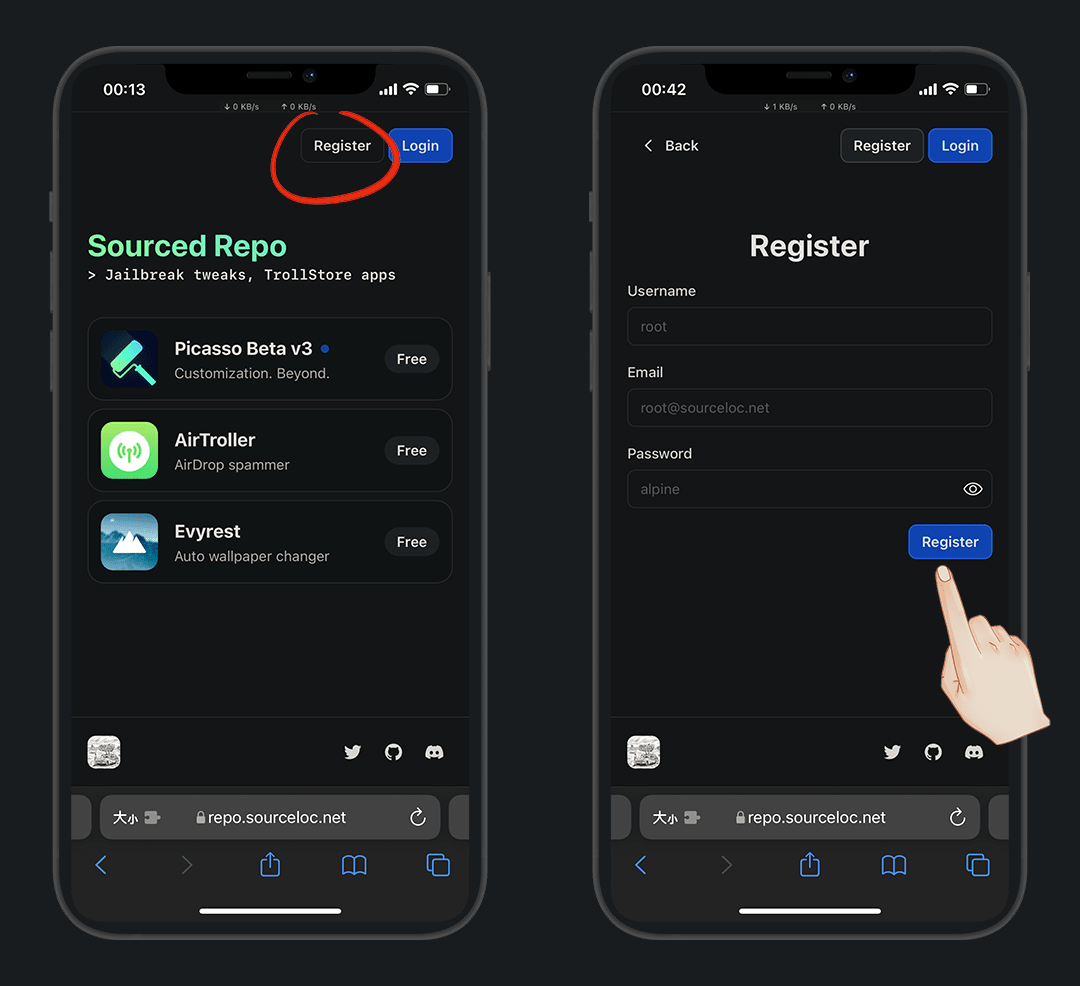 00:13
↓ 0 KB/s ↑ 0 KB/s
Register Login
Sourced Repo
> Jailbreak tweaks, TrollStore apps
Picasso Beta v3
Customization. Beyond.
Free
AirTroller
AirDrop spammer
Free
Evyrest
Auto wallpaper changer
Free
大小 repo.sourceloc.net
00:42
↓ 1 KB/s ↑ 0 KB/s
Back Register Login
Register
Username
root
Email
root@sourceloc.net
Password
alpine
Register
大小 repo.sourceloc.net